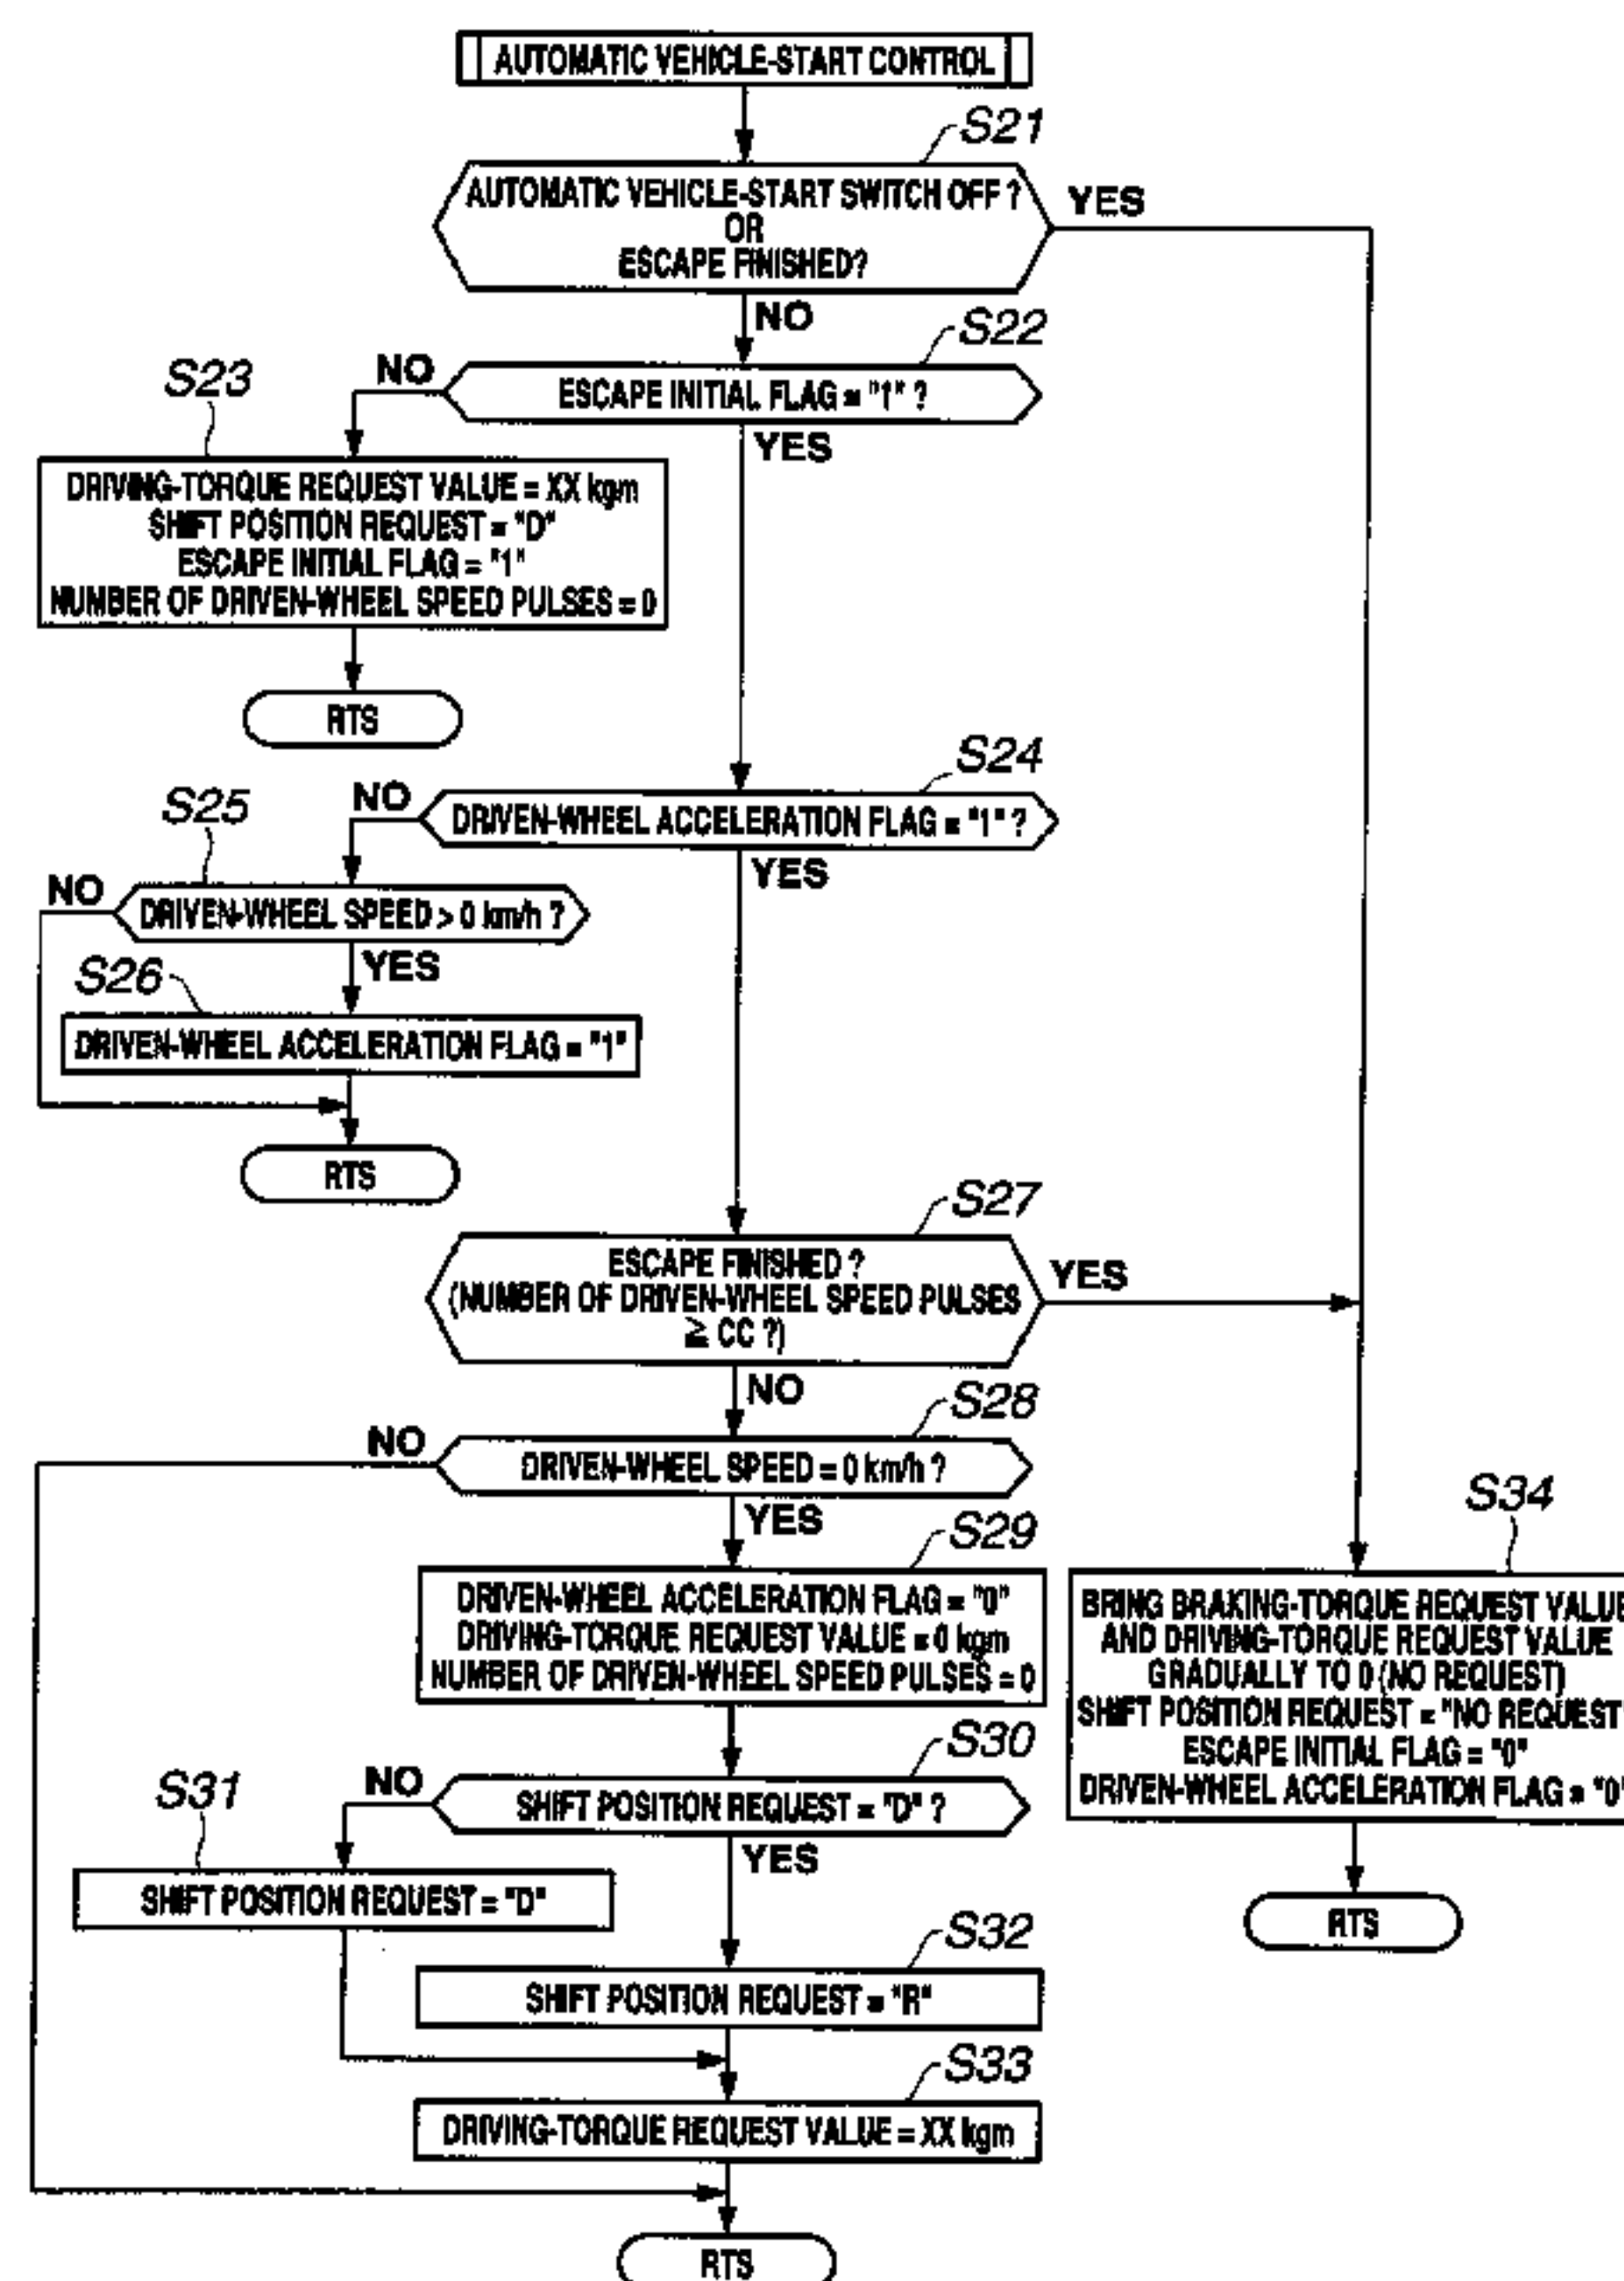 AUTOMATIC VEHICLE-START CONTROL
S21
AUTOMATIC VEHICLE-START SWITCH OFF ?
OR
ESCAPE FINISHED?
YES
NO
S22
ESCAPE INITIAL FLAG = "1" ?
NO
YES
S23
DRIVING-TORQUE REQUEST VALUE = XX kgm
SHIFT POSITION REQUEST = "D"
ESCAPE INITIAL FLAG = "1"
NUMBER OF DRIVEN-WHEEL SPEED PULSES = 0
RTS
S24
DRIVEN-WHEEL ACCELERATION FLAG = "1" ?
NO
YES
S25
DRIVEN-WHEEL SPEED > 0 km/h ?
NO
YES
S26
DRIVEN-WHEEL ACCELERATION FLAG = "1"
RTS
S27
ESCAPE FINISHED ?
(NUMBER OF DRIVEN-WHEEL SPEED PULSES
≧ CC ?)
YES
NO
S28
DRIVEN-WHEEL SPEED = 0 km/h ?
NO
YES
S29
DRIVEN-WHEEL ACCELERATION FLAG = "0"
DRIVING-TORQUE REQUEST VALUE = 0 kgm
NUMBER OF DRIVEN-WHEEL SPEED PULSES = 0
S30
SHIFT POSITION REQUEST = "D" ?
NO
YES
S31
SHIFT POSITION REQUEST = "D"
S32
SHIFT POSITION REQUEST = "R"
S33
DRIVING-TORQUE REQUEST VALUE = XX kgm
RTS
S34
BRING BRAKING-TORQUE REQUEST VALUE
AND DRIVING-TORQUE REQUEST VALUE
GRADUALLY TO 0 (NO REQUEST)
SHIFT POSITION REQUEST = "NO REQUEST"
ESCAPE INITIAL FLAG = "0"
DRIVEN-WHEEL ACCELERATION FLAG = "0"
RTS